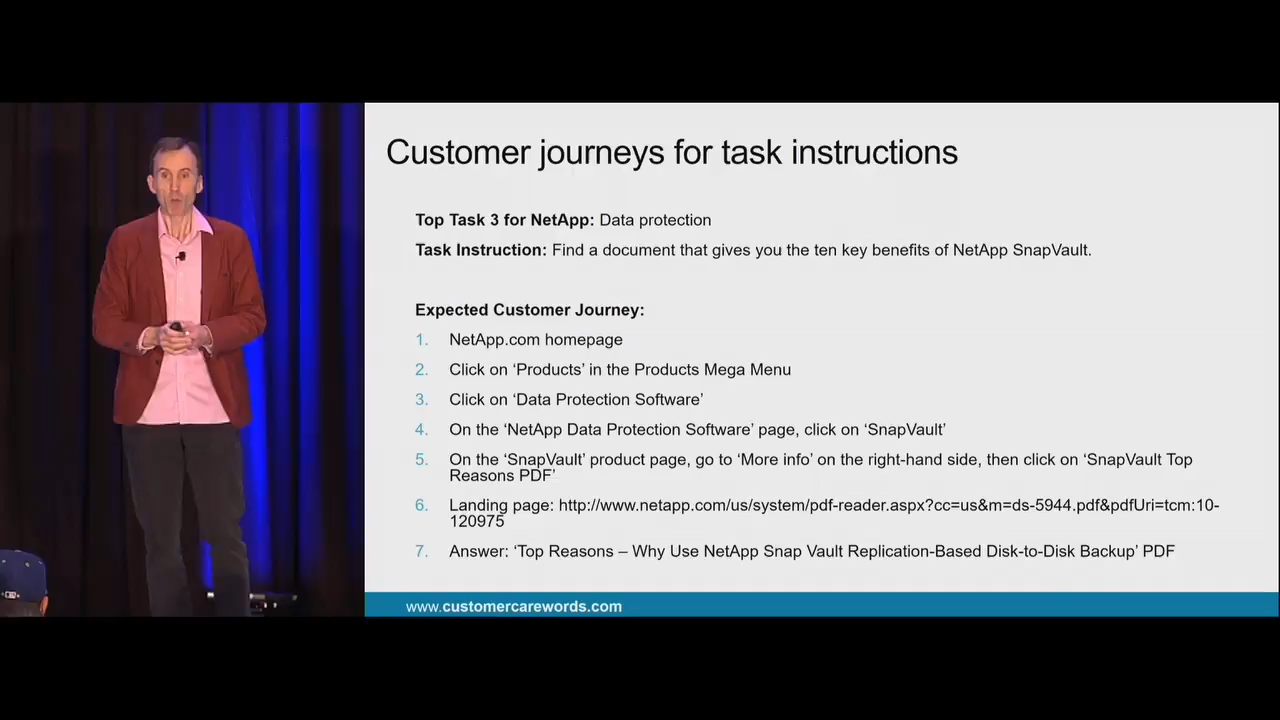 Customer journeys for task instructions
Top Task 3 for NetApp: Data protection
Task Instruction: Find a document that gives you the ten key benefits of NetApp SnapVault.
Expected Customer Journey:
1. NetApp.com homepage
2. Click on ‘Products’ in the Products Mega Menu
3. Click on ‘Data Protection Software’
4. On the ‘NetApp Data Protection Software’ page, click on ‘SnapVault’
5. On the ‘SnapVault’ product page, go to ‘More info’ on the right-hand side, then click on ‘SnapVault Top
Reasons PDF’
6. Landing page: http://www.netapp.com/us/system/pdf-reader.aspx?cc=us&m=ds-5944.pdf&pdfUri=tcm:10-
120975
7. Answer: ‘Top Reasons – Why Use NetApp Snap Vault Replication-Based Disk-to-Disk Backup’ PDF
www.customercarewords.com